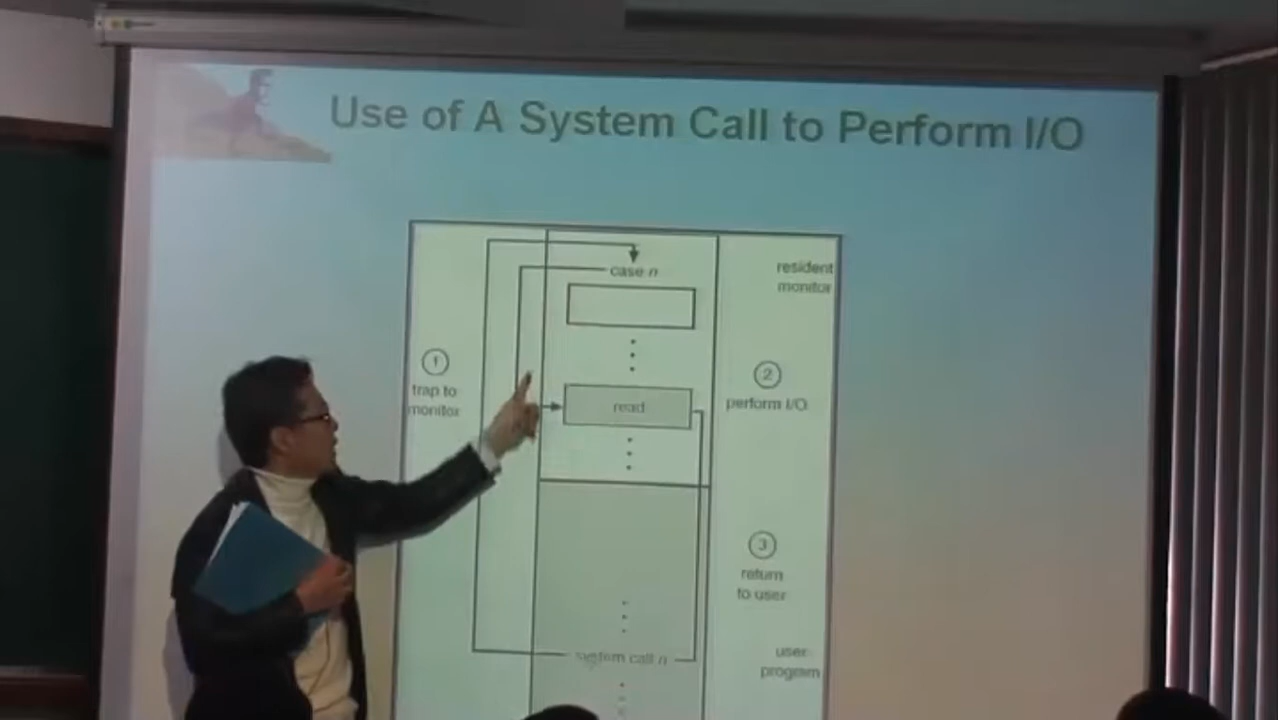 Use of A System Call to Perform I/O
case n
resident
monitor
1
trap to
monitor
2
perform I/O
read
3
return
to user
system call n
user
program